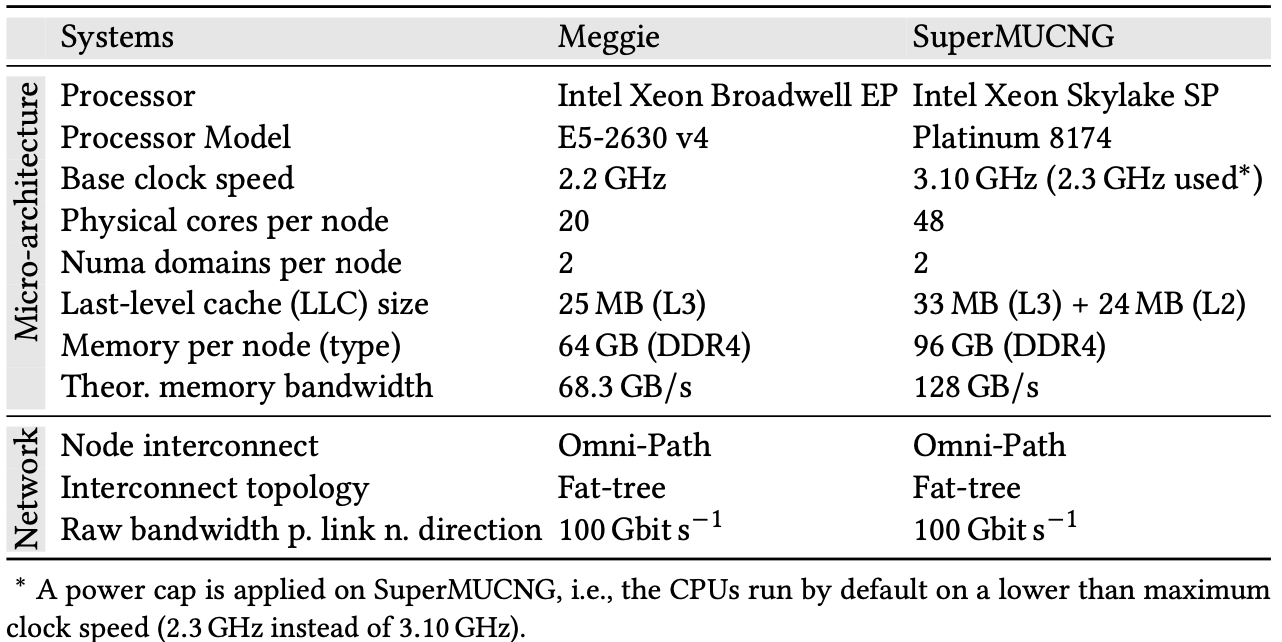 Systems Meggie SuperMUCNG
Micro-architecture
Processor Intel Xeon Broadwell EP Intel Xeon Skylake SP
Processor Model E5-2630 v4 Platinum 8174
Base clock speed 2.2 GHz 3.10 GHz (2.3 GHz used*)
Physical cores per node 20 48
Numa domains per node 2 2
Last-level cache (LLC) size 25 MB (L3) 33 MB (L3) + 24 MB (L2)
Memory per node (type) 64 GB (DDR4) 96 GB (DDR4)
Theor. memory bandwidth 68.3 GB/s 128 GB/s
Network
Node interconnect Omni-Path Omni-Path
Interconnect topology Fat-tree Fat-tree
Raw bandwidth p. link n. direction 100 Gbit s⁻¹ 100 Gbit s⁻¹
* A power cap is applied on SuperMUCNG, i.e., the CPUs run by default on a lower than maximum
clock speed (2.3 GHz instead of 3.10 GHz).